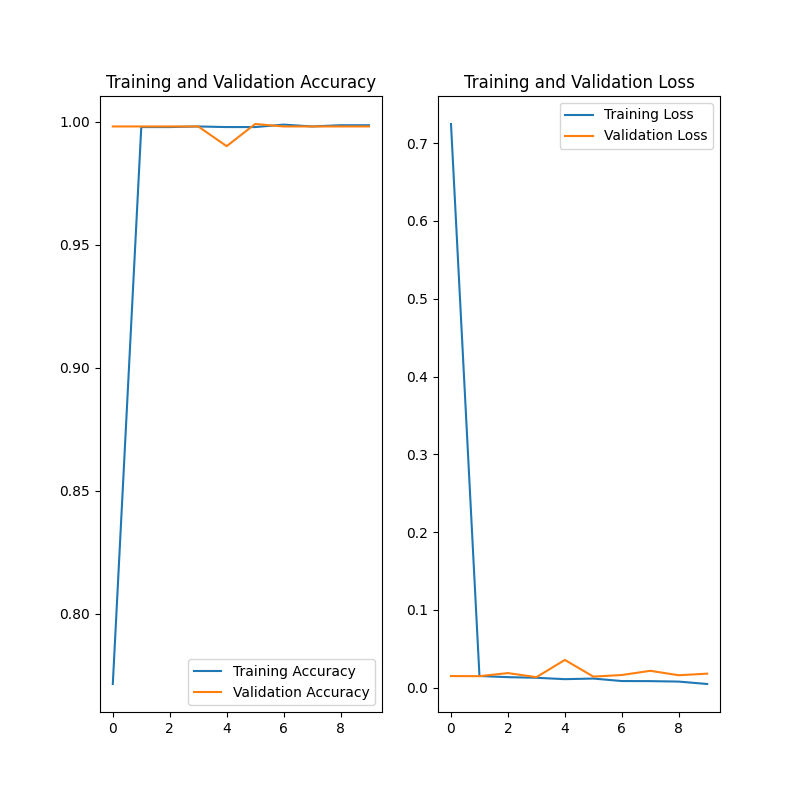 Training and Validation Accuracy
1.00
0.95
0.90
0.85
0.80
Training Accuracy
Validation Accuracy
0 2 4 6 8
Training and Validation Loss
Training Loss
Validation Loss
0.7
0.6
0.5
0.4
0.3
0.2
0.1
0.0
0 2 4 6 8